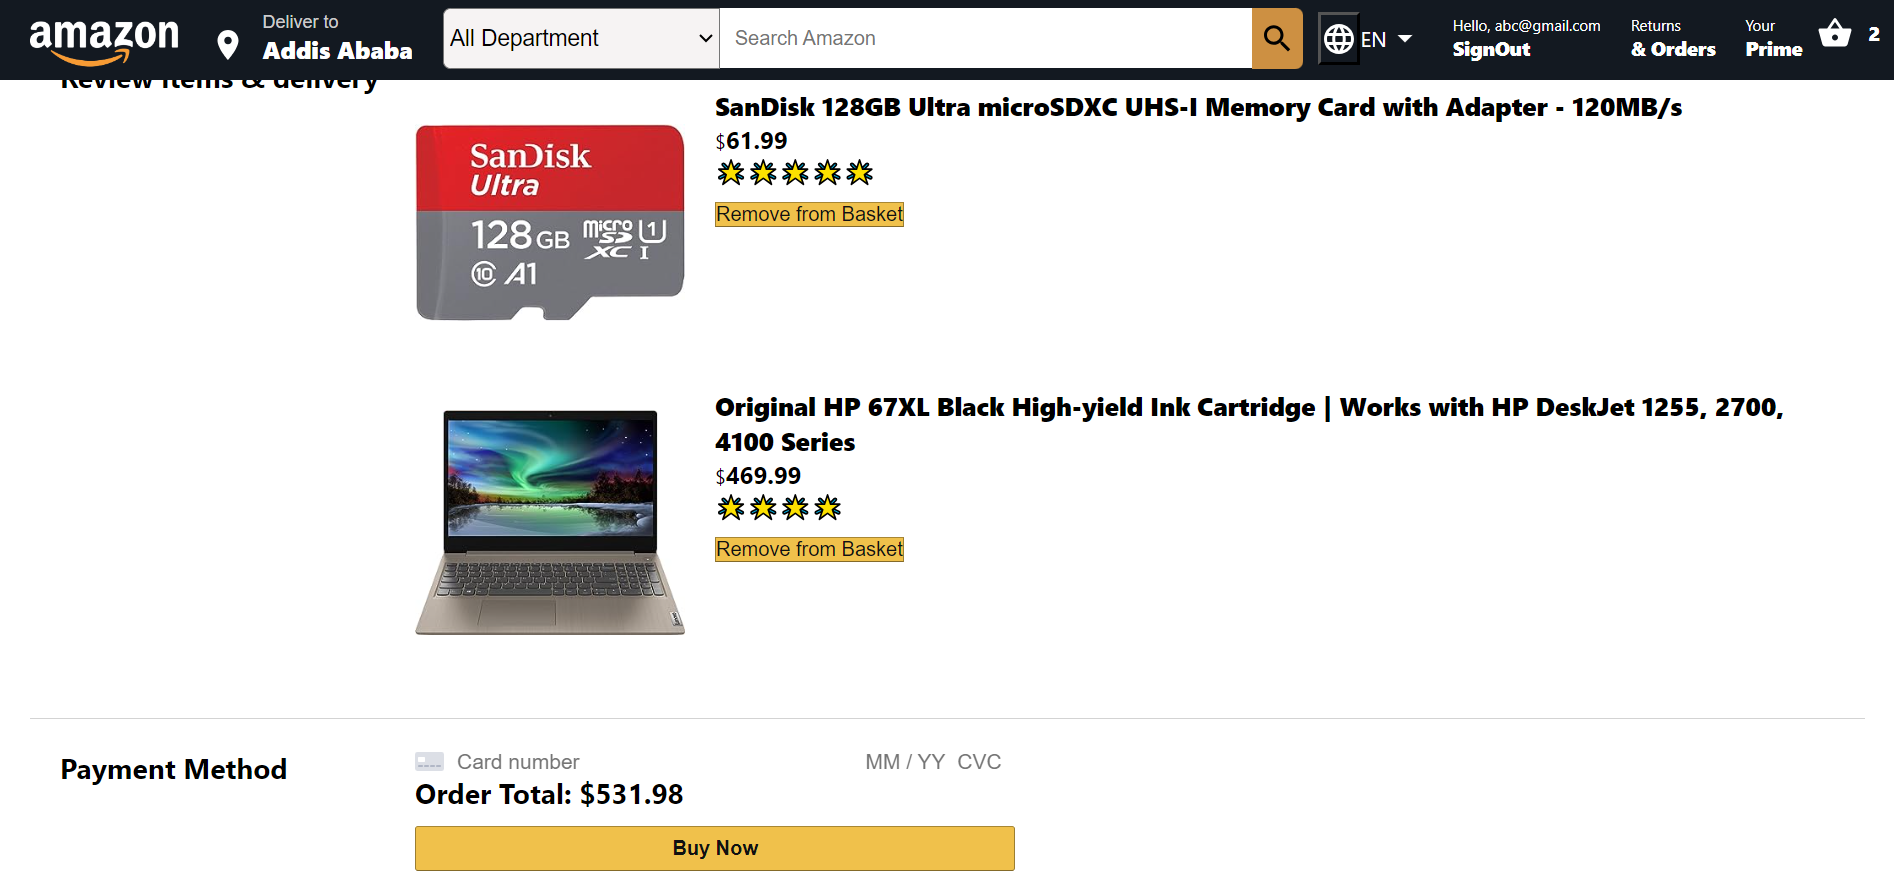 amazon
Deliver to
Addis Ababa
All Department
Search Amazon
EN
Hello, abc@gmail.com
SignOut
Returns
& Orders
Your
Prime
2
Review items & delivery
SanDisk 128GB Ultra microSDXC UHS-I Memory Card with Adapter - 120MB/s
$61.99
Remove from Basket
SanDisk
Ultra
128GB micro SD XC I U1
10 A1
Original HP 67XL Black High-yield Ink Cartridge | Works with HP DeskJet 1255, 2700,
4100 Series
$469.99
Remove from Basket
Payment Method
Card number
MM / YY CVC
Order Total: $531.98
Buy Now